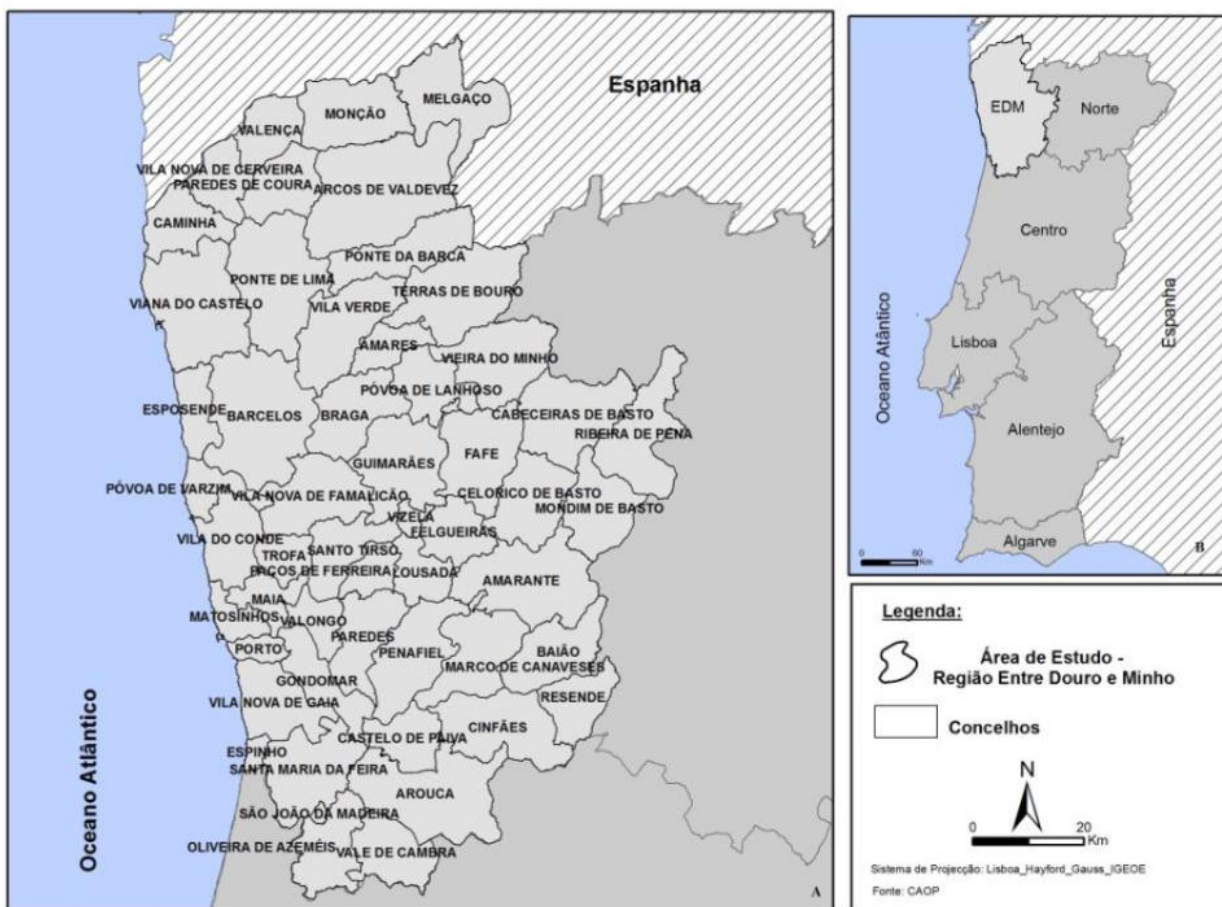 Espanha
MELGAÇO
MONÇÃO
VALENÇA
VILA NOVA DE CERVEIRA
PAREDES DE COURA
ARCOS DE VALDEVEZ
CAMINHA
PONTE DA BARCA
PONTE DE LIMA
TERRAS DE BOURO
VIANA DO CASTELO
VILA VERDE
AMARES
VIEIRA DO MINHO
PÓVOA DE LANHOSO
ESPOSENDE
BARCELOS
BRAGA
CABECEIRAS DE BASTO
RIBEIRA DE PENA
FAFE
GUIMARÃES
PÓVOA DE VARZIM
VILA NOVA DE FAMALICÃO
CELORICO DE BASTO
MONDIM DE BASTO
VIZELA
FELGUEIRAS
VILA DO CONDE
SANTO TIRSO
TROFA
PAÇOS DE FERREIRA
LOUSADA
AMARANTE
MAIA
MATOSINHOS
VALONGO
PAREDES
PORTO
PENAFIEL
BAIÃO
MARCO DE CANAVESES
GONDOMAR
RESENDE
VILA NOVA DE GAIA
CINFÃES
CASTELO DE PAIVA
ESPINHO
SANTA MARIA DA FEIRA
AROUCA
SÃO JOÃO DA MADEIRA
OLIVEIRA DE AZEMÉIS
VALE DE CAMBRA
Oceano Atlântico
A
EDM
Norte
Centro
Lisboa
Alentejo
Algarve
Oceano Atlântico
Espanha
0 60
Km
B
Legenda:
Área de Estudo -
Região Entre Douro e Minho
Concelhos
N
0 20
Km
Sistema de Projecção: Lisboa_Hayford_Gauss_IGEOE
Fonte: CAOP